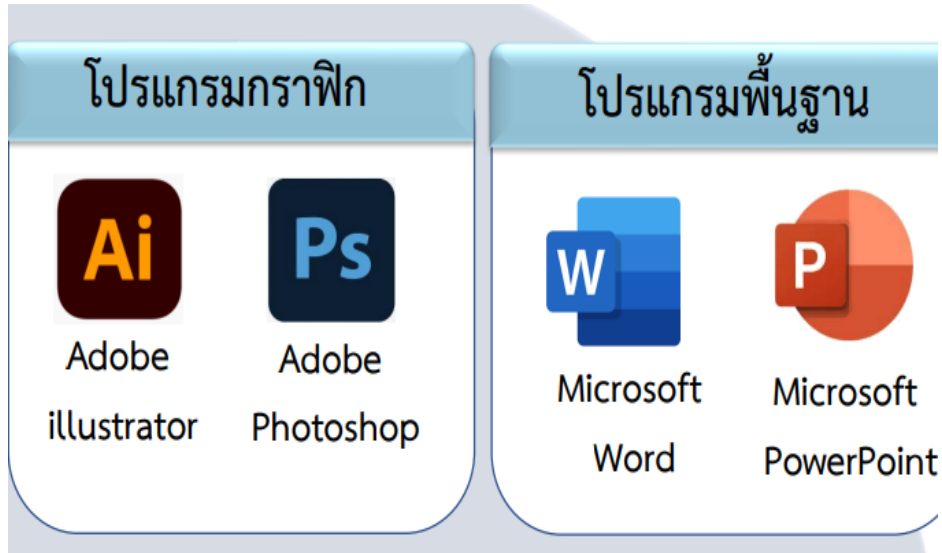 โปรแกรมกราฟิก
Ai
Ps
Adobe
illustrator
Adobe
Photoshop
โปรแกรมพื้นฐาน
W
P
Microsoft
Word
Microsoft
PowerPoint